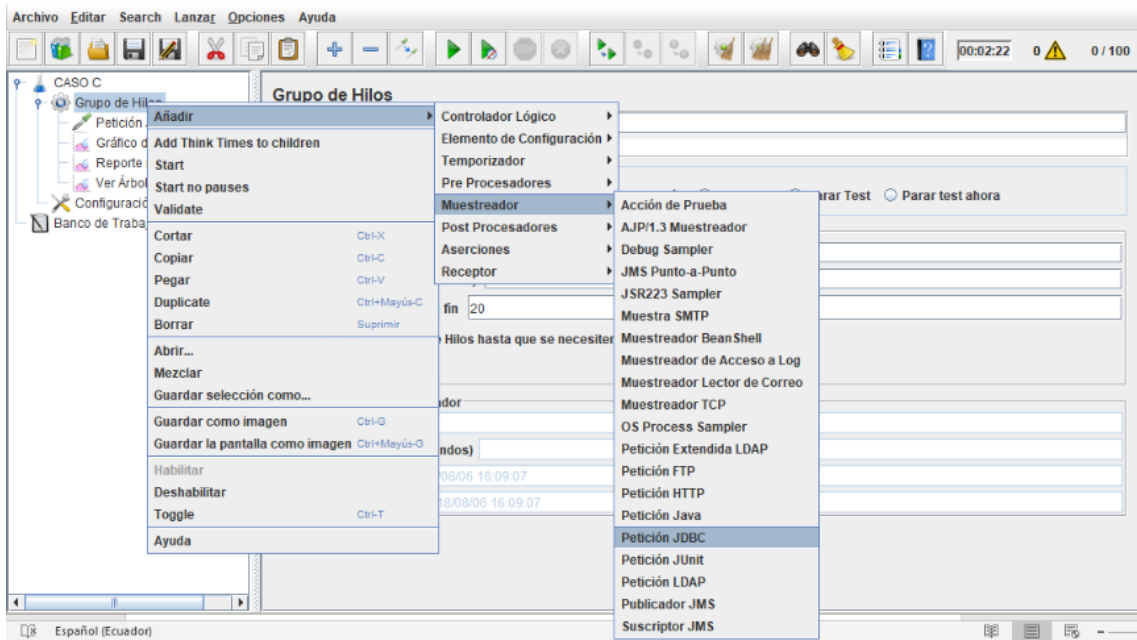 Archivo Editar Search Lanzar Opciones Ayuda
00:02:22 0 0 / 100
CASO C
Grupo de Hilos
Petición
Gráfico d
Reporte
Ver Árbol
Configuració
Banco de Traba
Grupo de Hilos
Añadir
Add Think Times to children
Start
Start no pauses
Validate
Cortar Ctrl-X
Copiar Ctrl-C
Pegar Ctrl-V
Duplicate Ctrl+Mayús-C
Borrar Suprimir
Abrir...
Mezclar
Guardar selección como...
Guardar como imagen Ctrl-G
Guardar la pantalla como imagen Ctrl+Mayús-G
Habilitar
Deshabilitar
Toggle Ctrl-T
Ayuda
Controlador Lógico
Elemento de Configuración
Temporizador
Pre Procesadores
Muestreador
Post Procesadores
Aserciones
Receptor
Acción de Prueba
AJP/1.3 Muestreador
Debug Sampler
JMS Punto-a-Punto
JSR223 Sampler
Muestra SMTP
Muestreador BeanShell
Muestreador de Acceso a Log
Muestreador Lector de Correo
Muestreador TCP
OS Process Sampler
Petición Extendida LDAP
Petición FTP
Petición HTTP
Petición Java
Petición JDBC
Petición JUnit
Petición LDAP
Publicador JMS
Suscriptor JMS
rar Test Parar test ahora
fin 20
Hilos hasta que se necesiten
ador
ndos)
/08/06 16:09:07
18/08/06 16:09:07
Español (Ecuador)